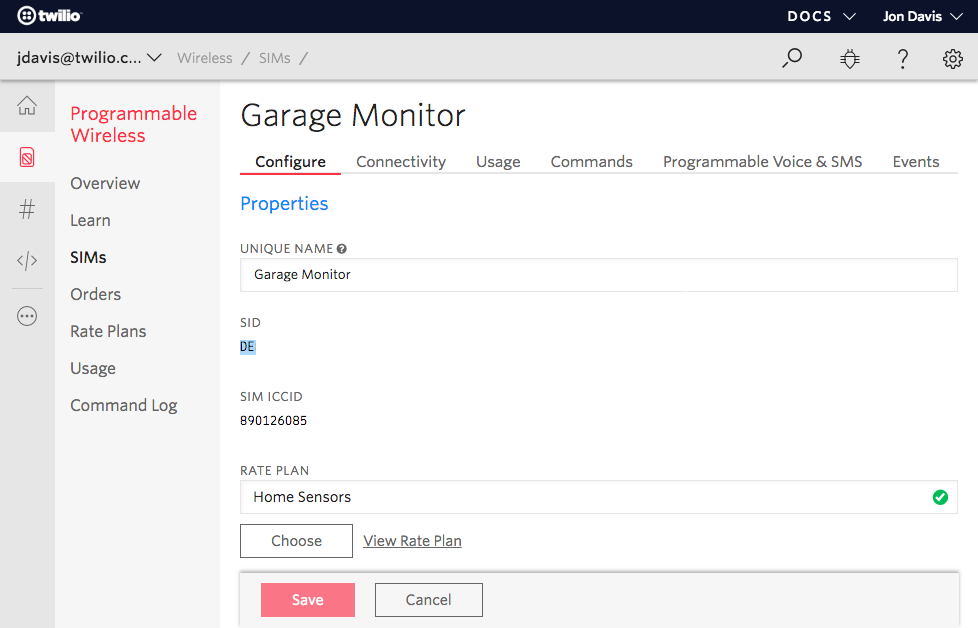 twilio
DOCS Jon Davis
jdavis@twilio.c... Wireless / SIMs /
?
Programmable
Wireless
Overview
Learn
SIMs
Orders
Rate Plans
Usage
Command Log
#
</>
Garage Monitor
Configure Connectivity Usage Commands Programmable Voice & SMS Events
Properties
UNIQUE NAME ?
Garage Monitor
SID
DE
SIM ICCID
890126085
RATE PLAN
Home Sensors
Choose View Rate Plan
Save Cancel